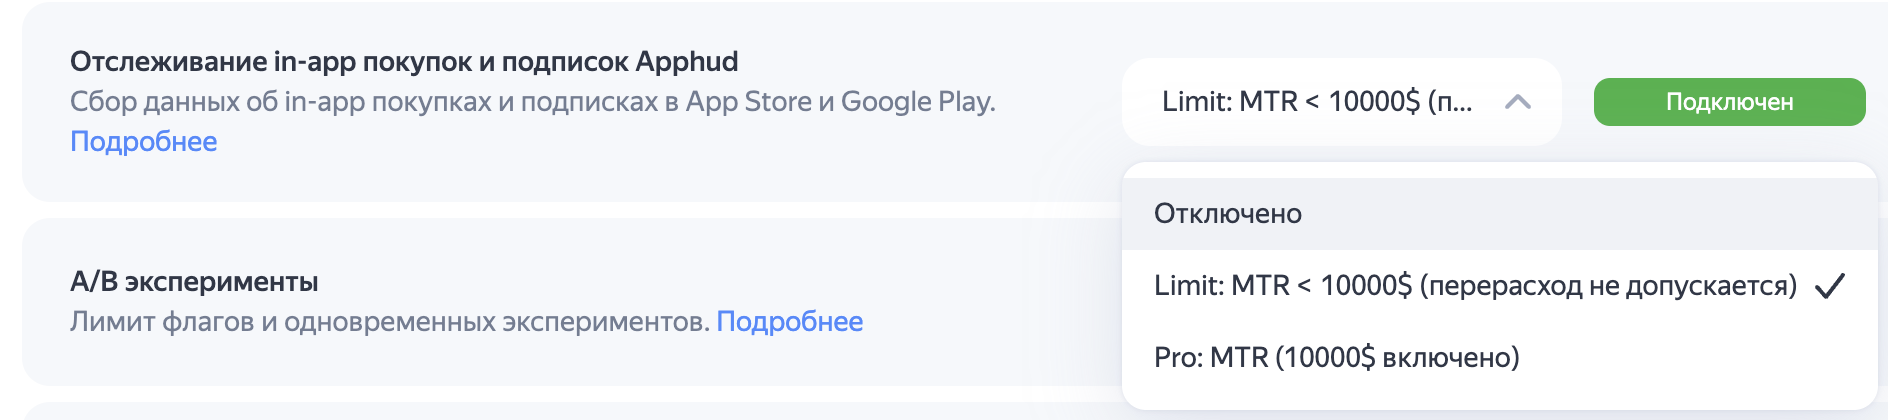 Отслеживание in-app покупок и подписок Apphud
Сбор данных об in-app покупках и подписках в App Store и Google Play.
Подробнее
Limit: MTR < 10000$ (п...
Подключен
Отключено
Limit: MTR < 10000$ (перерасход не допускается)
Pro: MTR (10000$ включено)
A/B эксперименты
Лимит флагов и одновременных экспериментов. Подробнее